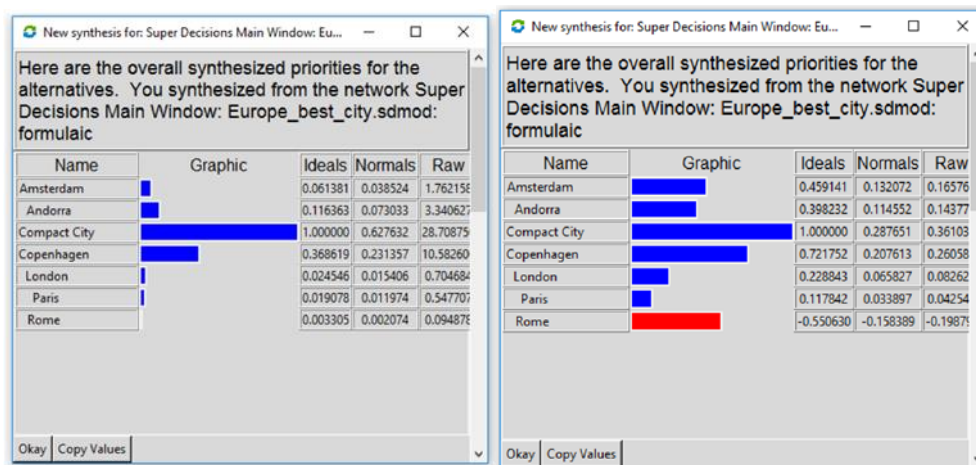 New synthesis for: Super Decisions Main Window: Eu...
Here are the overall synthesized priorities for the
alternatives. You synthesized from the network Super
Decisions Main Window: Europe_best_city.sdmod:
formulaic
Name Graphic Ideals Normals Raw
Amsterdam 0.061381 0.038524 1.762158
Andorra 0.116363 0.073033 3.340627
Compact City 1.000000 0.627632 28.708750
Copenhagen 0.368619 0.231357 10.582600
London 0.024546 0.015406 0.704684
Paris 0.019078 0.011974 0.547707
Rome 0.003305 0.002074 0.094878
Okay Copy Values
New synthesis for: Super Decisions Main Window: Eu...
Here are the overall synthesized priorities for the
alternatives. You synthesized from the network Super
Decisions Main Window: Europe_best_city.sdmod:
formulaic
Name Graphic Ideals Normals Raw
Amsterdam 0.459141 0.132072 0.16576
Andorra 0.398232 0.114552 0.14377
Compact City 1.000000 0.287651 0.36103
Copenhagen 0.721752 0.207613 0.26058
London 0.228843 0.065827 0.08262
Paris 0.117842 0.033897 0.04254
Rome -0.550630 -0.158389 -0.19879
Okay Copy Values